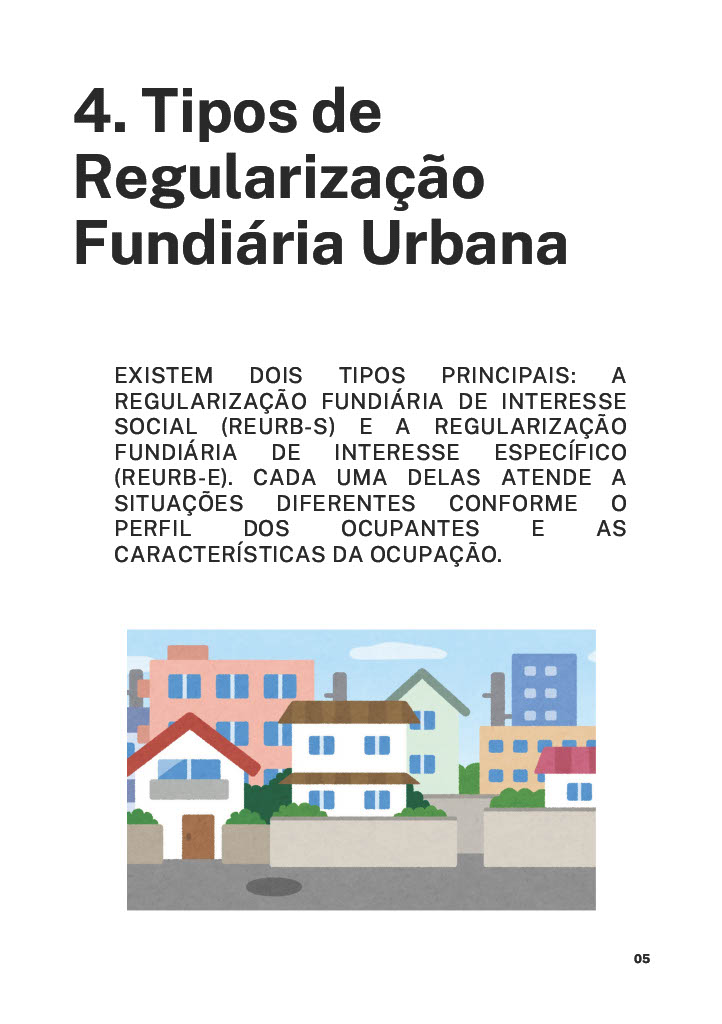 4. Tipos de
Regularização
Fundiária Urbana
EXISTEM DOIS TIPOS PRINCIPAIS: A
REGULARIZAÇÃO FUNDIÁRIA DE INTERESSE
SOCIAL (REURB-S) E A REGULARIZAÇÃO
FUNDIÁRIA DE INTERESSE ESPECÍFICO
(REURB-E). CADA UMA DELAS ATENDE A
SITUAÇÕES DIFERENTES CONFORME O
PERFIL DOS OCUPANTES E AS
CARACTERÍSTICAS DA OCUPAÇÃO.
05